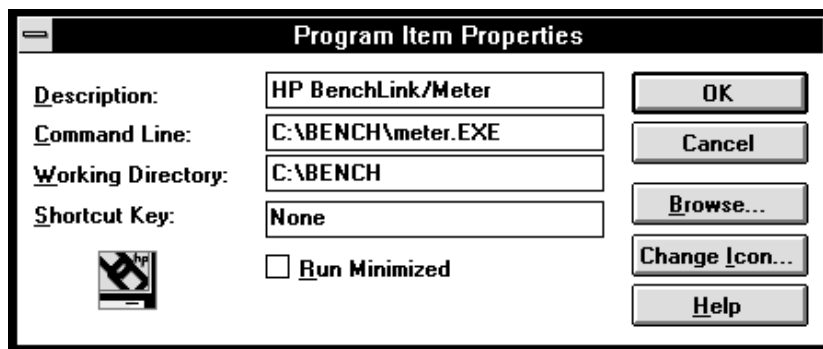 Program Item Properties
Description: HP BenchLink/Meter
Command Line: C:\BENCH\meter.EXE
Working Directory: C:\BENCH
Shortcut Key: None
Run Minimized
OK
Cancel
Browse...
Change Icon...
Help
hp